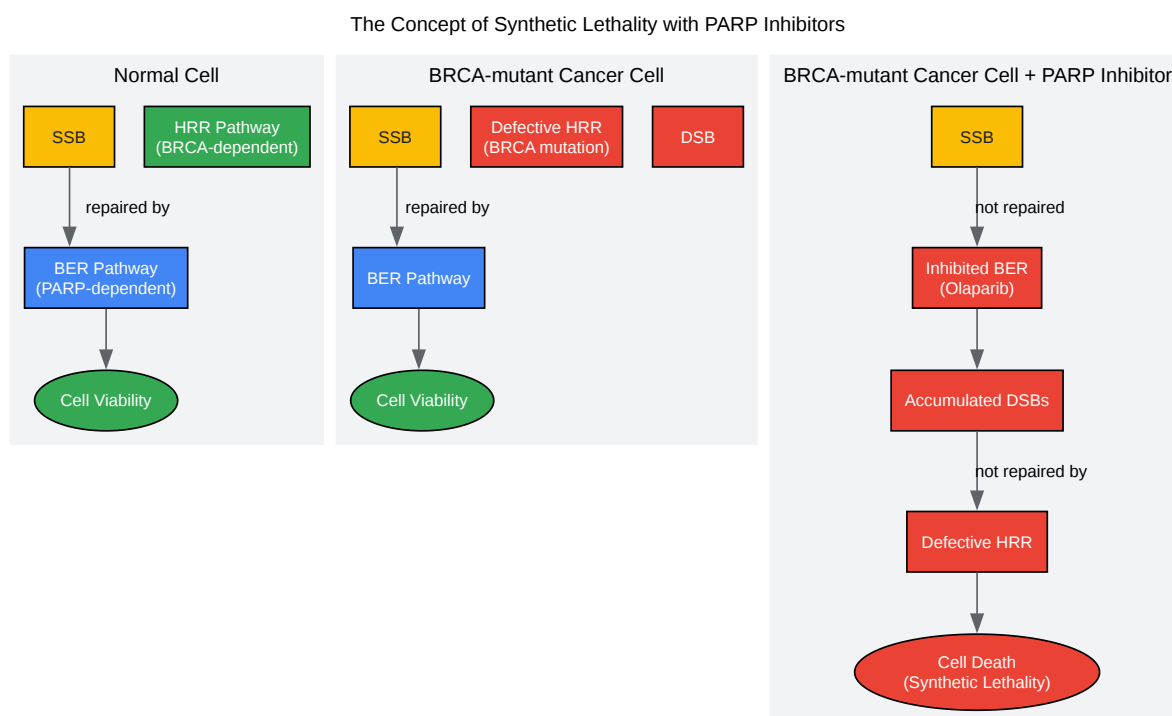 The Concept of Synthetic Lethality with PARP Inhibitors
Normal Cell
SSB
HRR Pathway
(BRCA-dependent)
repaired by
BER Pathway
(PARP-dependent)
Cell Viability
BRCA-mutant Cancer Cell
SSB
Defective HRR
(BRCA mutation)
DSB
repaired by
BER Pathway
Cell Viability
BRCA-mutant Cancer Cell + PARP Inhibitor
SSB
not repaired
Inhibited BER
(Olaparib)
Accumulated DSBs
not repaired by
Defective HRR
Cell Death
(Synthetic Lethality)